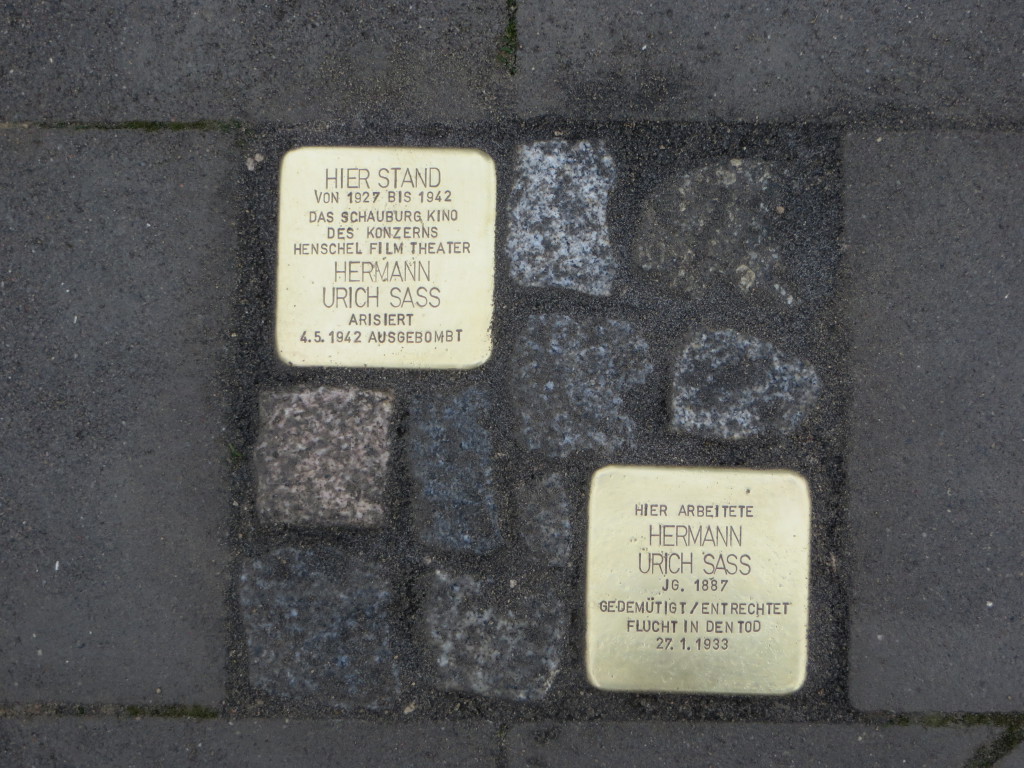 HIER STAND
VON 1927 BIS 1942
DAS SCHAUBURG KINO
DES KONZERNS
HENSCHEL FILM THEATER
HERMANN
URICH SASS
ARISIERT
4.5.1942 AUSGEBOMBT
HIER ARBEITETE
HERMANN
URICH SASS
JG. 1887
GEDEMÜTIGT/ENTRECHTET
FLUCHT IN DEN TOD
27.1.1933